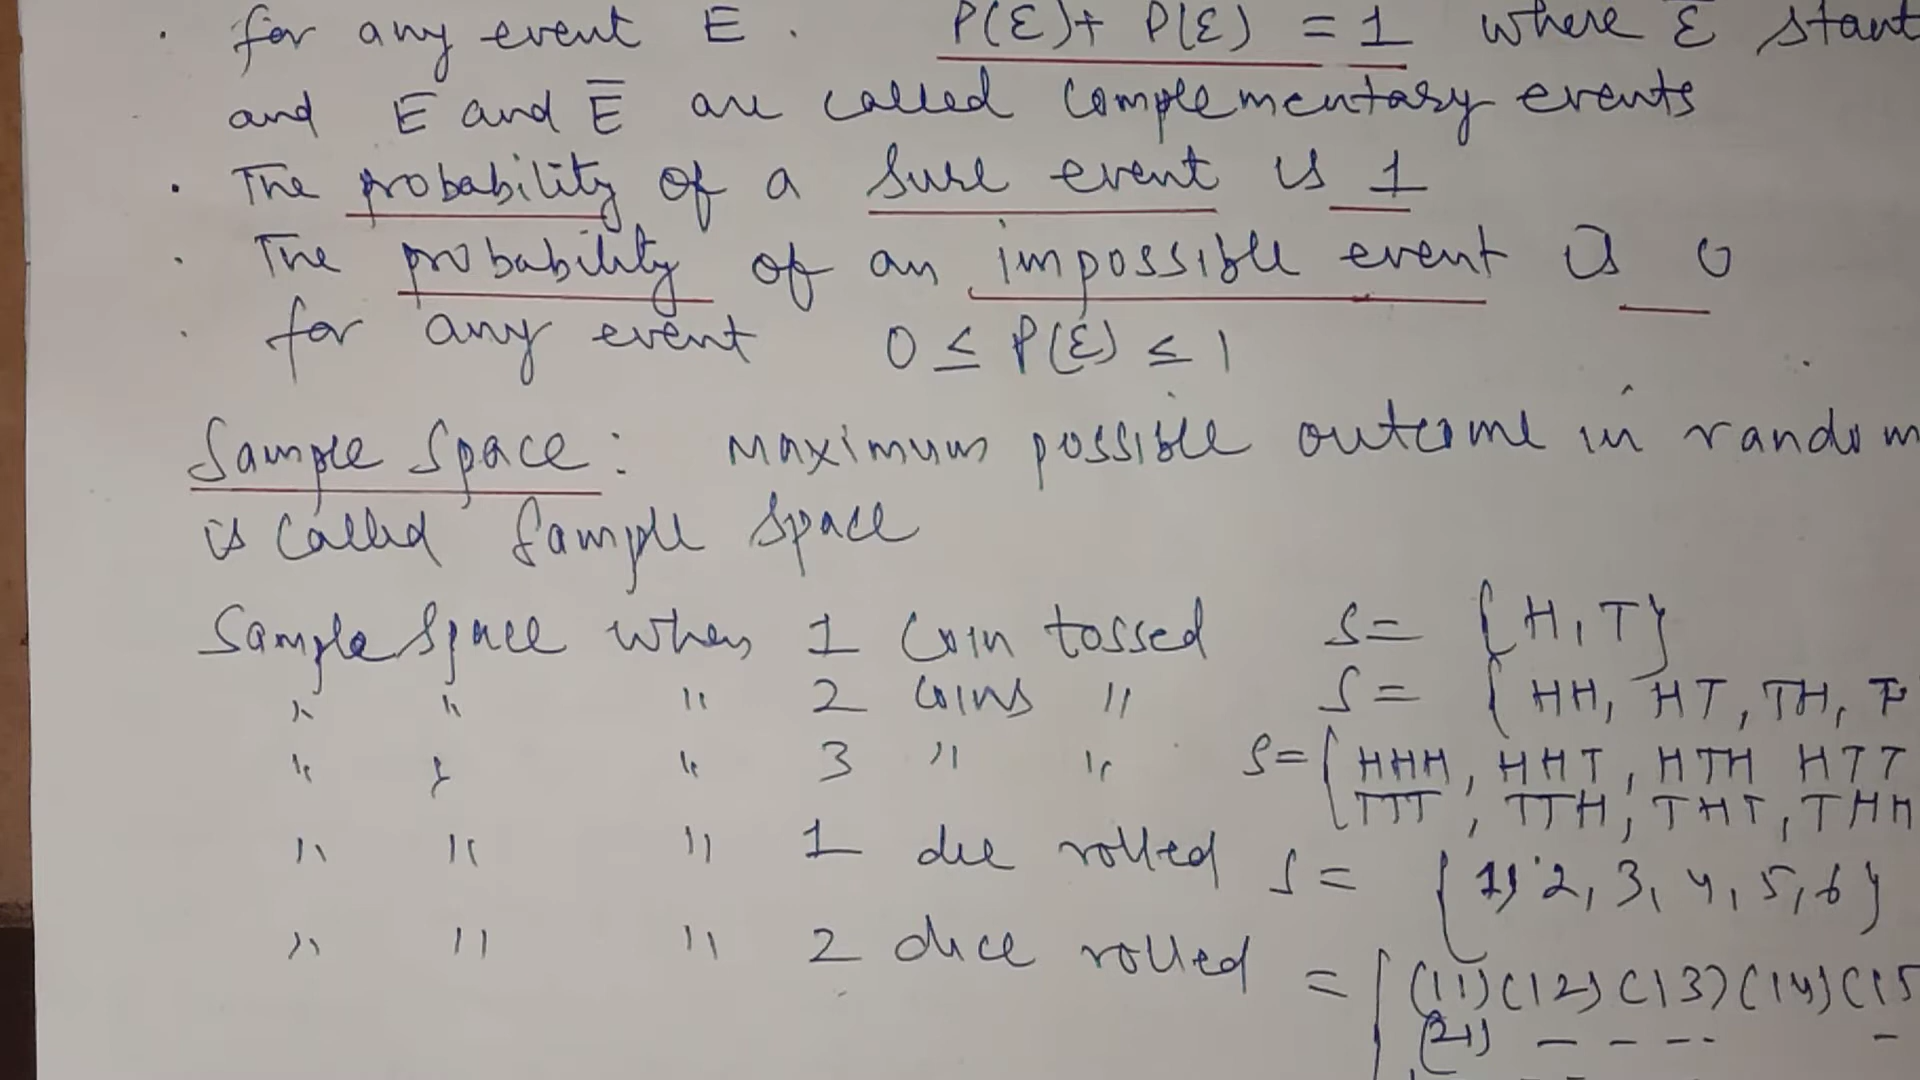 . for any event E . P(E)+ P(E) = 1 where E̅ stant
and E and E̅ are called complementary events
. The probability of a Sure event is 1
. The probability of an impossible event is 0
. for any event 0 ≤ P(E) ≤ 1
Sample Space : Maximum possible outcome in random
is called Sample Space
Sample Space when 1 Coin tossed S = {H, T}
" " " 2 coins " S = { HH, HT, TH, T
" " " 3 " " S = { HHH, HHT, HTH HTT
TTT, TTH, THT, THH
" " " 1 die rolled S = { 1, 2, 3, 4, 5, 6 }
" " " 2 dice rolled = { (11) (12) (13) (14) (15
(21) - - - -- -